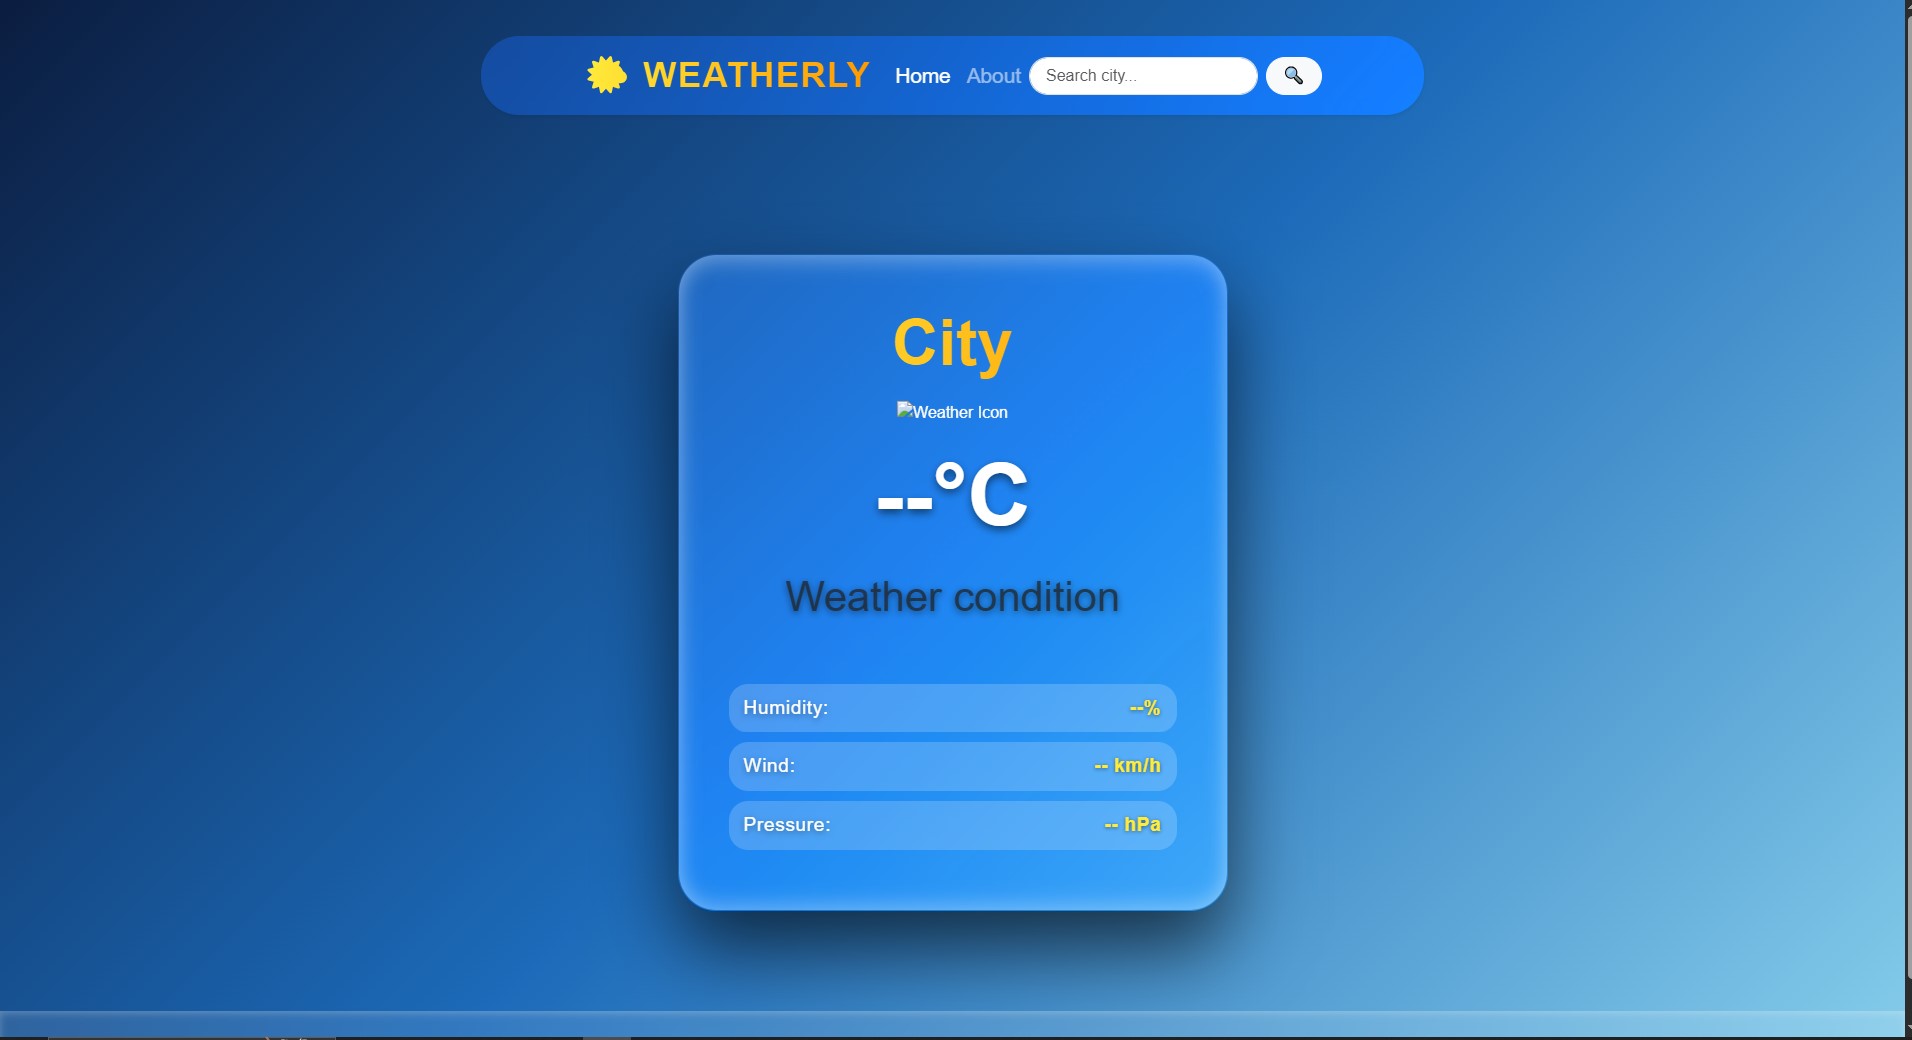 WEATHERLY Home About Search city...
City
Weather Icon
--°C
Weather condition
Humidity: --%
Wind: -- km/h
Pressure: -- hPa